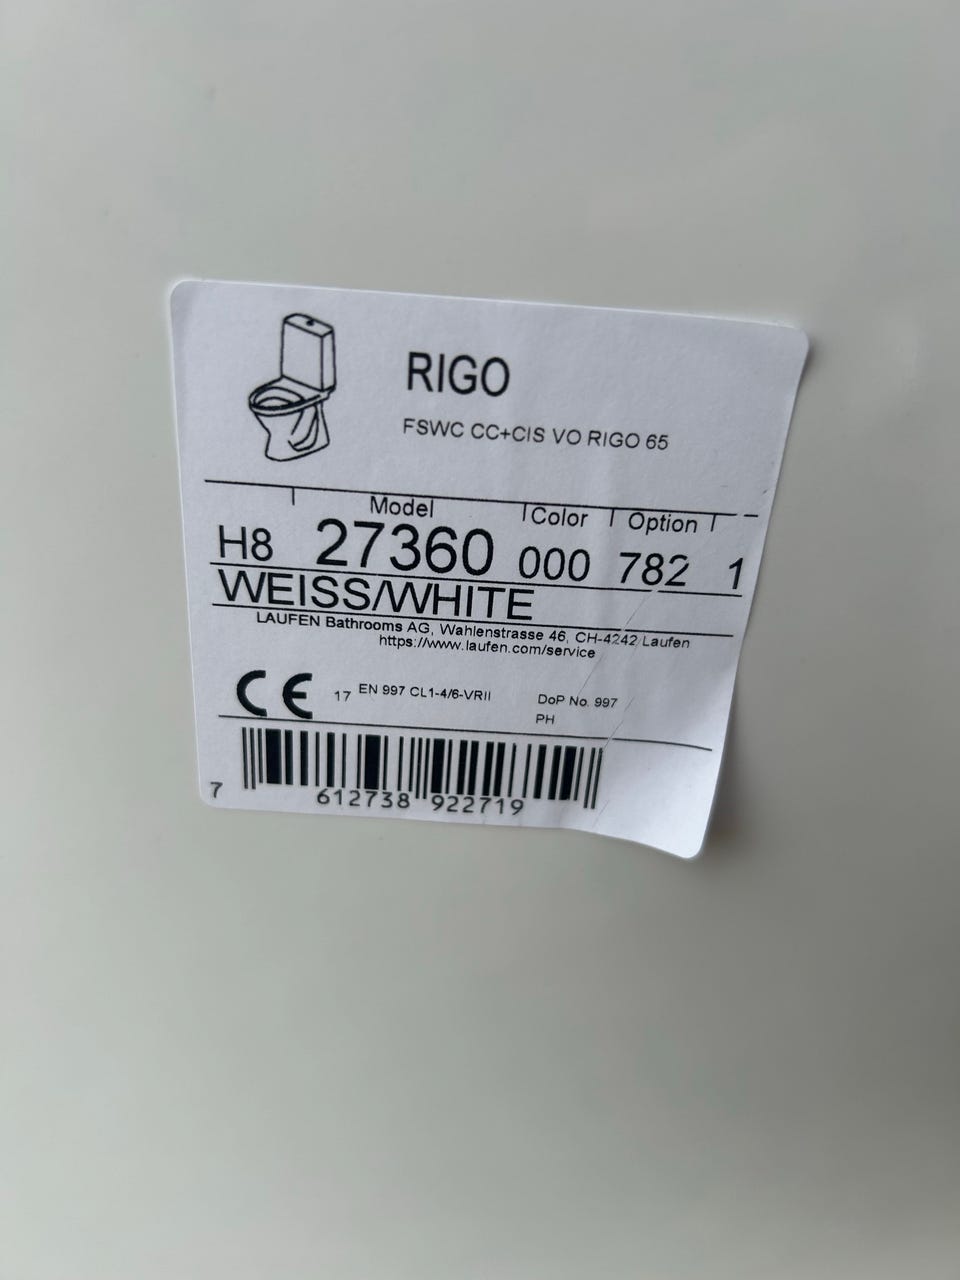 RIGO
FSWC CC+CIS VO RIGO 65
Model Color Option
H8 27360 000 782 1
WEISS/WHITE
LAUFEN Bathrooms AG, Wahlenstrasse 46, CH-4242 Laufen
https://www.laufen.com/service
CE 17 EN 997 CL1-4/6-VRII DoP No. 997
PH
7 612738 922719